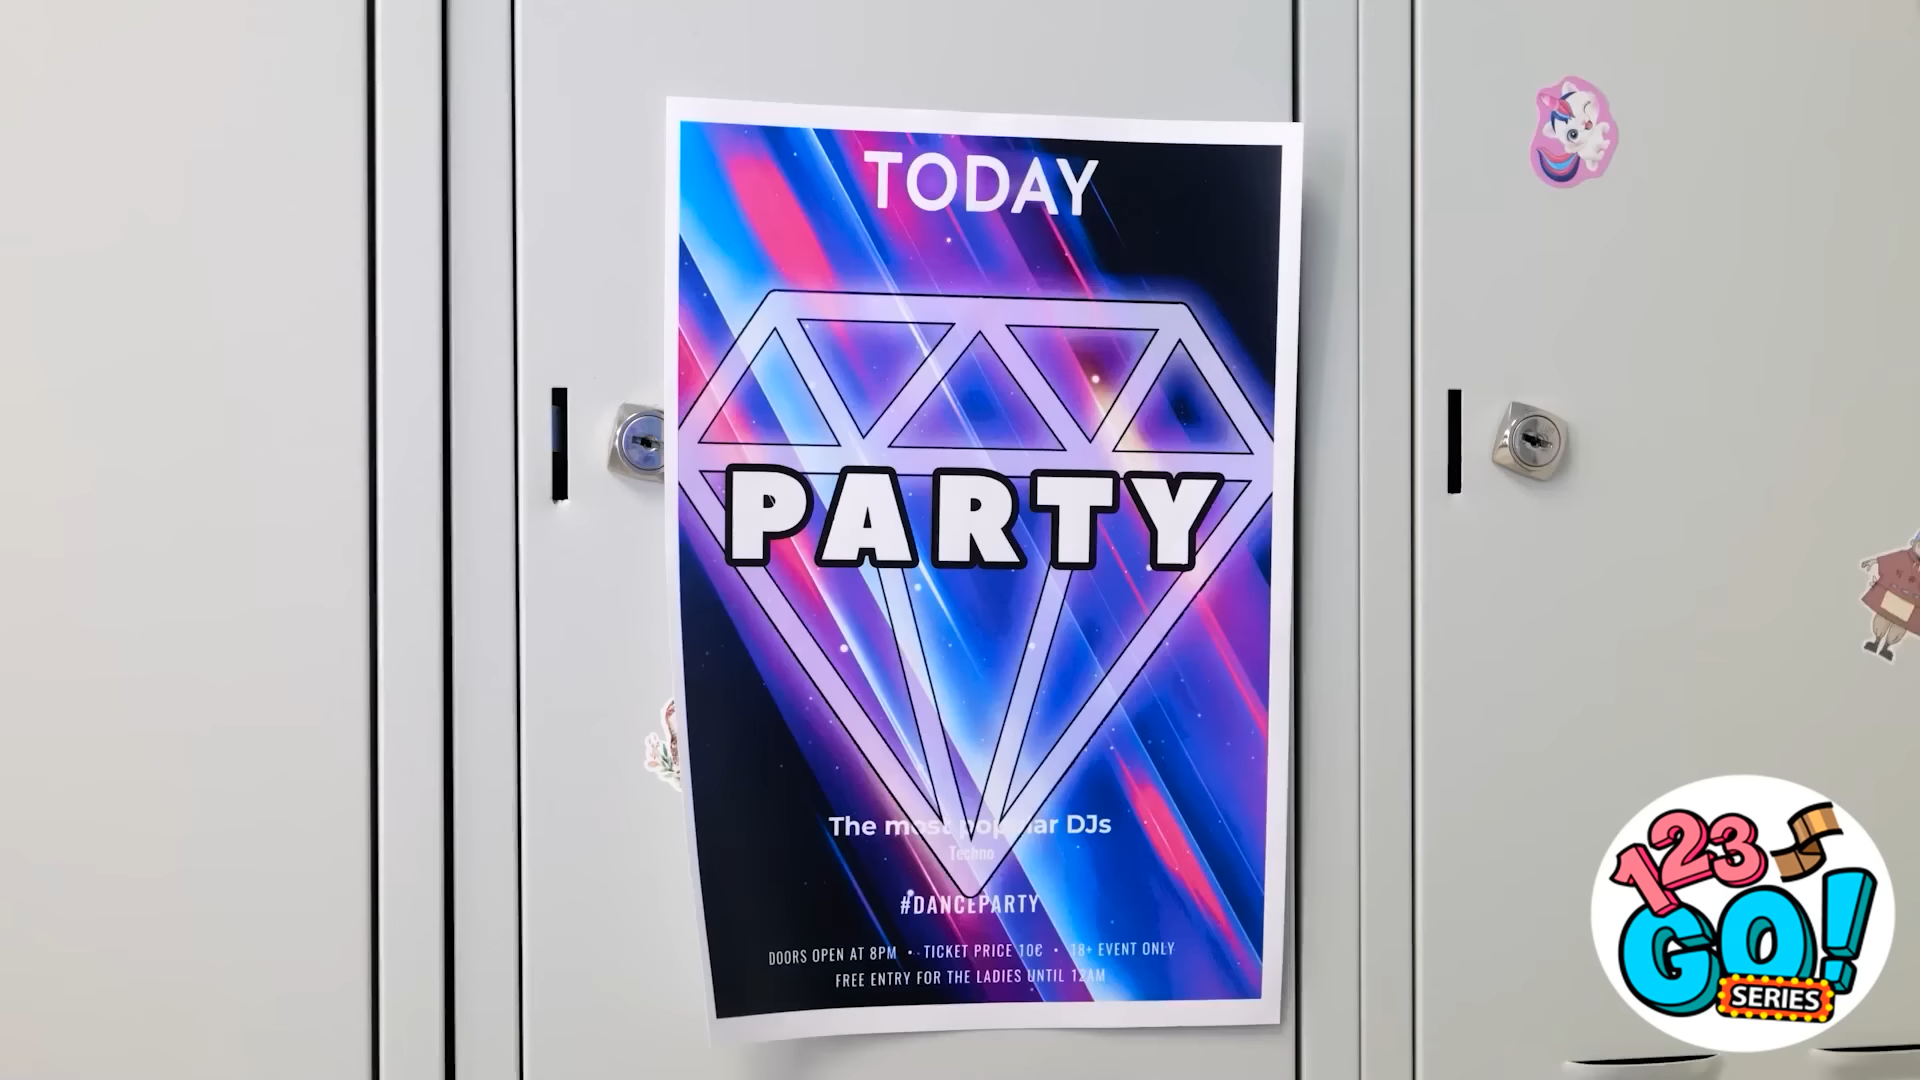 TODAY
PARTY
The most popular DJs
Techno
#DANCEPARTY
DOORS OPEN AT 8PM • TICKET PRICE 10€ • 18+ EVENT ONLY
FREE ENTRY FOR THE LADIES UNTIL 12AM
123
GO!
SERIES